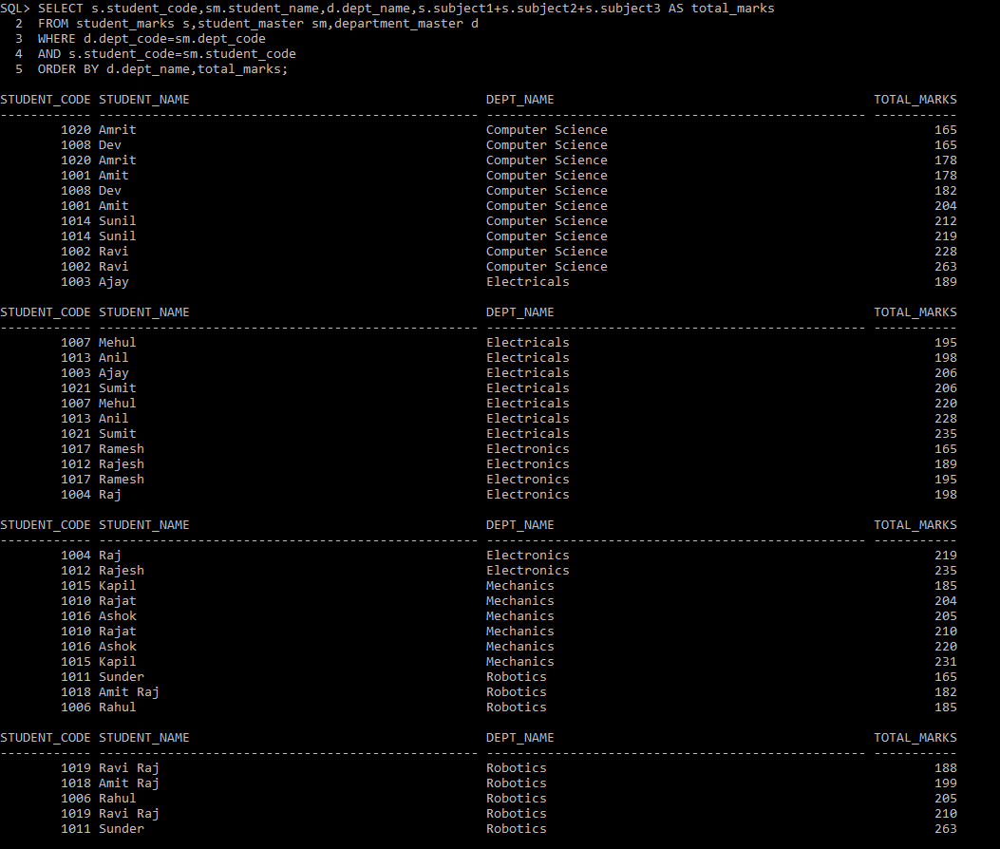 SQL> SELECT s.student_code,sm.student_name,d.dept_name,s.subject1+s.subject2+s.subject3 AS total_marks
  2  FROM student_marks s,student_master sm,department_master d
  3  WHERE d.dept_code=sm.dept_code
  4  AND s.student_code=sm.student_code
  5  ORDER BY d.dept_name,total_marks;
STUDENT_CODE STUDENT_NAME DEPT_NAME TOTAL_MARKS
------------ -------------------------------------------------- -------------------------------------------------- -----------
1020 Amrit Computer Science 165
1008 Dev Computer Science 165
1020 Amrit Computer Science 178
1001 Amit Computer Science 178
1008 Dev Computer Science 182
1001 Amit Computer Science 204
1014 Sunil Computer Science 212
1014 Sunil Computer Science 219
1002 Ravi Computer Science 228
1002 Ravi Computer Science 263
1003 Ajay Electricals 189
STUDENT_CODE STUDENT_NAME DEPT_NAME TOTAL_MARKS
------------ -------------------------------------------------- -------------------------------------------------- -----------
1007 Mehul Electricals 195
1013 Anil Electricals 198
1003 Ajay Electricals 206
1021 Sumit Electricals 206
1007 Mehul Electricals 220
1013 Anil Electricals 228
1021 Sumit Electricals 235
1017 Ramesh Electronics 165
1012 Rajesh Electronics 189
1017 Ramesh Electronics 195
1004 Raj Electronics 198
STUDENT_CODE STUDENT_NAME DEPT_NAME TOTAL_MARKS
------------ -------------------------------------------------- -------------------------------------------------- -----------
1004 Raj Electronics 219
1012 Rajesh Electronics 235
1015 Kapil Mechanics 185
1010 Rajat Mechanics 204
1016 Ashok Mechanics 205
1010 Rajat Mechanics 210
1016 Ashok Mechanics 220
1015 Kapil Mechanics 231
1011 Sunder Robotics 165
1018 Amit Raj Robotics 182
1006 Rahul Robotics 185
STUDENT_CODE STUDENT_NAME DEPT_NAME TOTAL_MARKS
------------ -------------------------------------------------- -------------------------------------------------- -----------
1019 Ravi Raj Robotics 188
1018 Amit Raj Robotics 199
1006 Rahul Robotics 205
1019 Ravi Raj Robotics 210
1011 Sunder Robotics 263